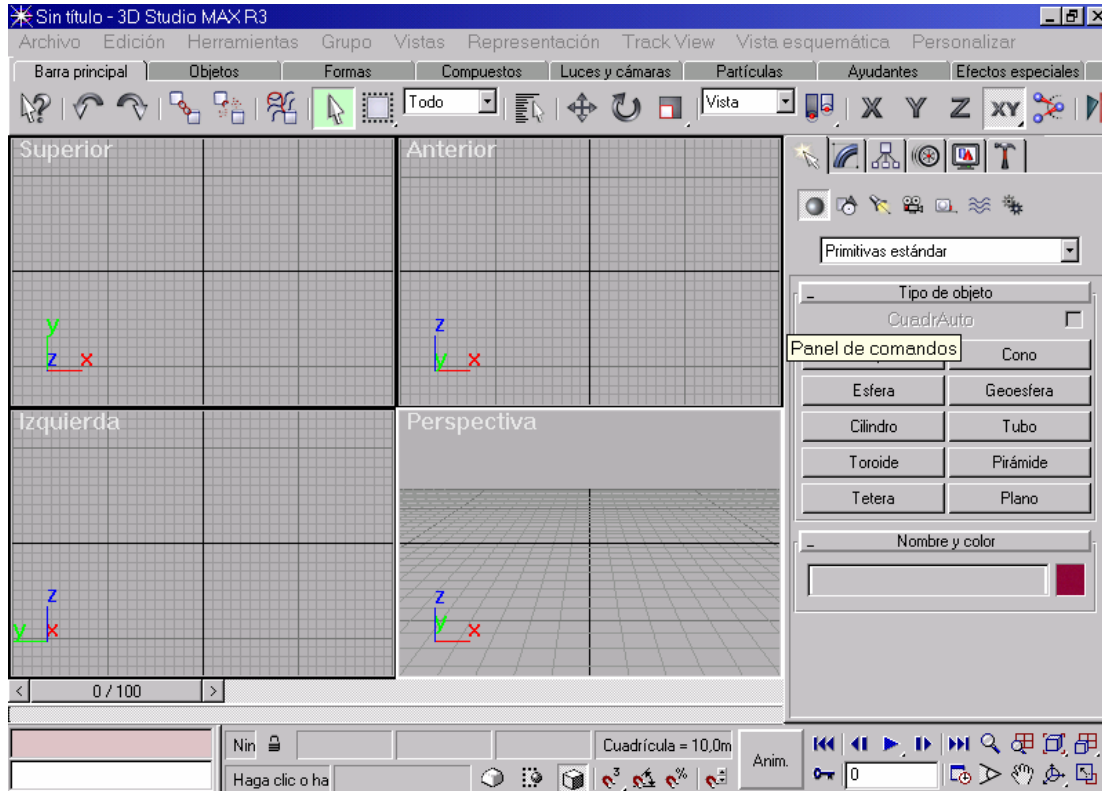 Sin título - 3D Studio MAX R3
Archivo Edición Herramientas Grupo Vistas Representación Track View Vista esquemática Personalizar
Barra principal Objetos Formas Compuestos Luces y cámaras Partículas Ayudantes Efectos especiales
Todo Vista X Y Z XY
Superior Anterior
Primitivas estándar
Tipo de objeto
CuadrAuto
Panel de comandos Cono
Esfera Geoesfera
Cilindro Tubo
Toroide Pirámide
Tetera Plano
y z x
z y x
Izquierda Perspectiva
Nombre y color
z y x
z y x
< 0 / 100 >
Nin Cuadrícula = 10,0m Anim.
Haga clic o ha 3 % 0